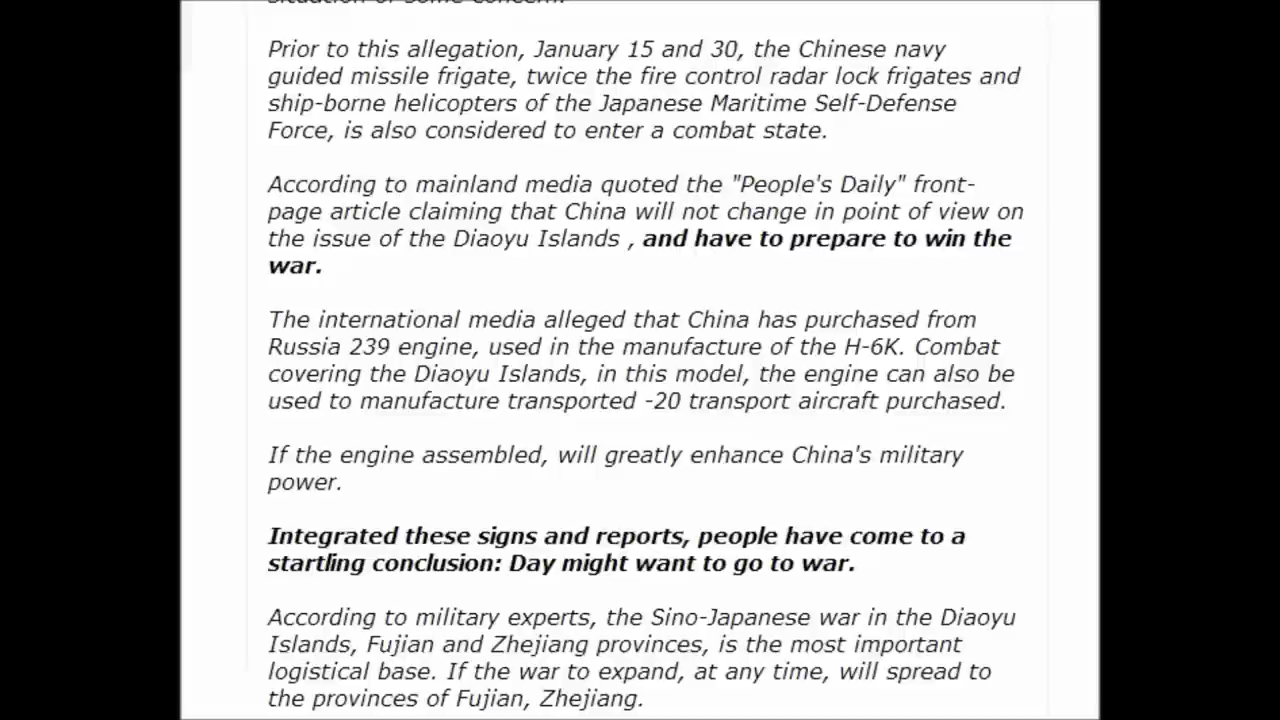 situation of some concern.
Prior to this allegation, January 15 and 30, the Chinese navy
guided missile frigate, twice the fire control radar lock frigates and
ship-borne helicopters of the Japanese Maritime Self-Defense
Force, is also considered to enter a combat state.
According to mainland media quoted the "People's Daily" front-
page article claiming that China will not change in point of view on
the issue of the Diaoyu Islands , and have to prepare to win the
war.
The international media alleged that China has purchased from
Russia 239 engine, used in the manufacture of the H-6K. Combat
covering the Diaoyu Islands, in this model, the engine can also be
used to manufacture transported -20 transport aircraft purchased.
If the engine assembled, will greatly enhance China's military
power.
Integrated these signs and reports, people have come to a
startling conclusion: Day might want to go to war.
According to military experts, the Sino-Japanese war in the Diaoyu
Islands, Fujian and Zhejiang provinces, is the most important
logistical base. If the war to expand, at any time, will spread to
the provinces of Fujian, Zhejiang.